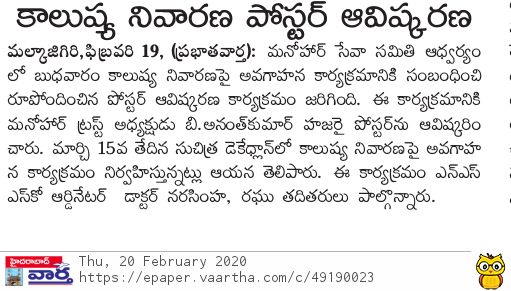 కాలుష్య నివారణ పోస్టర్ ఆవిష్కరణ
మల్కాజిగిరి,ఫిబ్రవరి 19, (ప్రభాతవార్త): మనోహర్ సేవా సమితి ఆధ్వర్యం
లో బుధవారం కాలుష్య నివారణపై అవగాహన కార్యక్రమానికి సంబంధించి
రూపోందించిన పోస్టర్ ఆవిష్కరణ కార్యక్రమం జరిగింది. ఈ కార్యక్రమానికి
మనోహర్ ట్రస్ట్ అధ్యక్షుడు బి.అనంత్‌కుమార్ హజరై పోస్టర్‌ను ఆవిష్కరిం
చారు. మార్చి 15వ తేదిన సుచిత్ర డెకేథ్లాన్‌లో కాలుష్య నివారణపై అవగాహ
న కార్యక్రమం నిర్వహిస్తున్నట్లు ఆయన తెలిపారు. ఈ కార్యక్రమం ఎన్ఎస్
ఎస్‌కో ఆర్డినేటర్ డాక్టర్ నరసింహ, రఘు తదితరులు పాల్గొన్నారు.
హైదరాబాద్
వార్త
Thu, 20 February 2020
https://epaper.vaartha.com/c/49190023